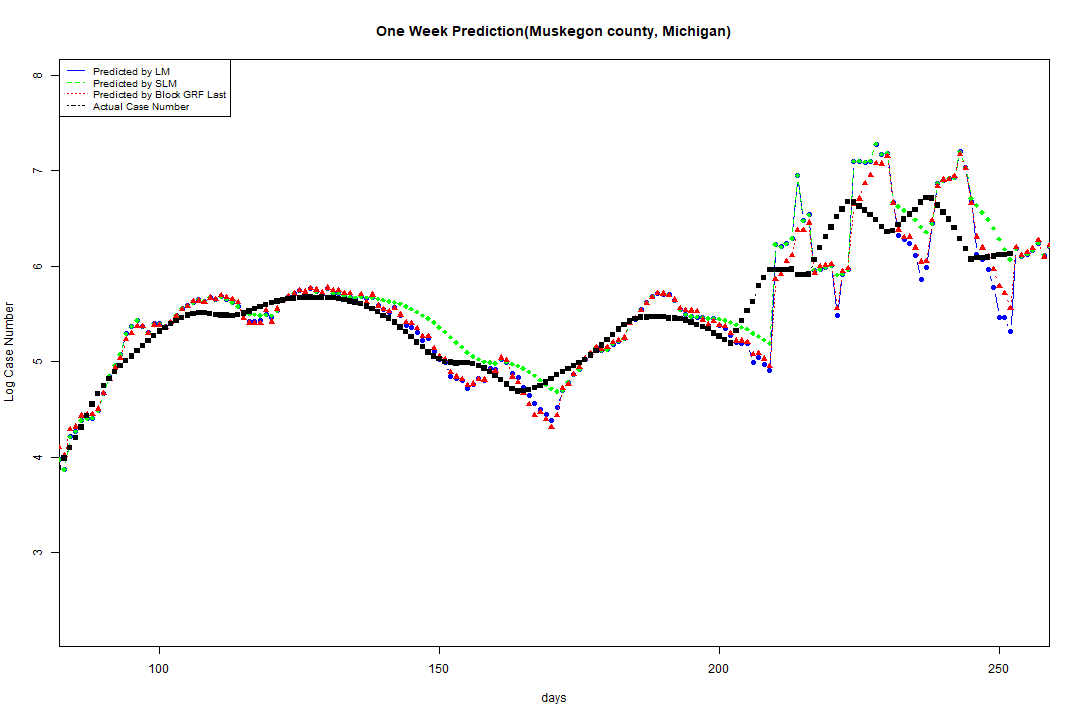 One Week Prediction(Muskegon county, Michigan)
Predicted by LM
Predicted by SLM
Predicted by Block GRF Last
Actual Case Number
8
7
6
5
4
3
Log Case Number
100 150 200 250
days